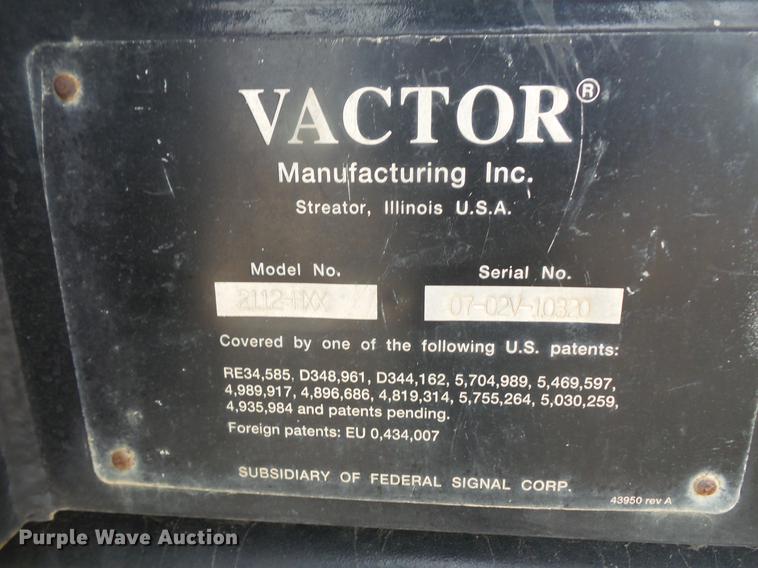 VACTOR®
Manufacturing Inc.
Streator, Illinois U.S.A.
Model No. Serial No.
2112-HXX 07-02V-10320
Covered by one of the following U.S. patents:
RE34,585, D348,961, D344,162, 5,704,989, 5,469,597,
4,989,917, 4,896,686, 4,819,314, 5,755,264, 5,030,259,
4,935,984 and patents pending.
Foreign patents: EU 0,434,007
SUBSIDIARY OF FEDERAL SIGNAL CORP.
43950 rev A
Purple Wave Auction